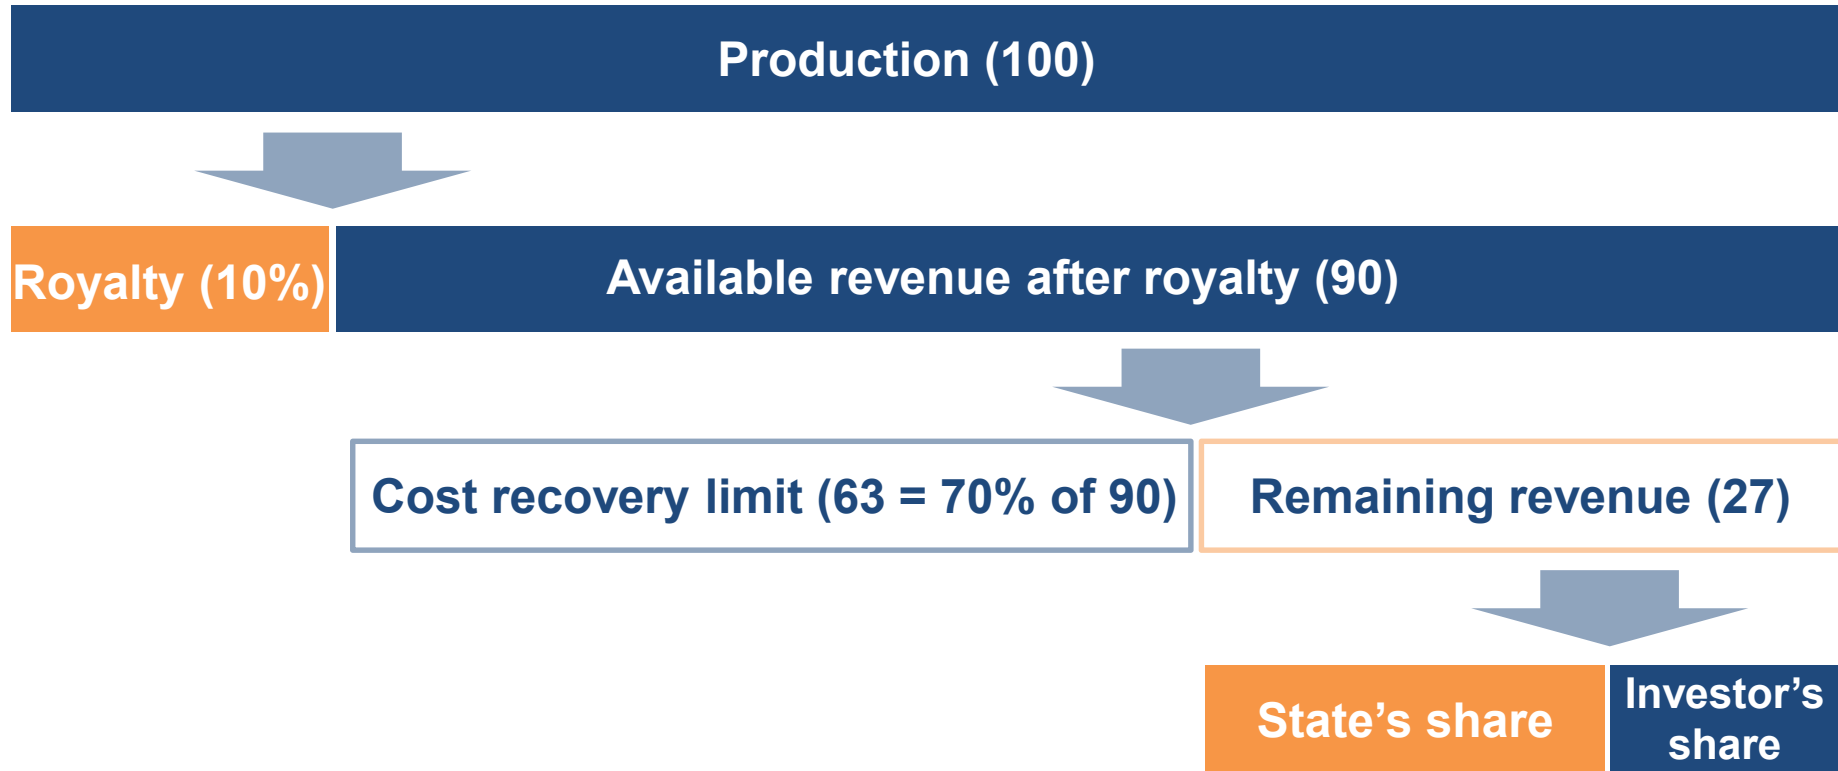 Production (100)
Royalty (10%)
Available revenue after royalty (90)
Cost recovery limit (63 = 70% of 90)
Remaining revenue (27)
State’s share
Investor’s
share